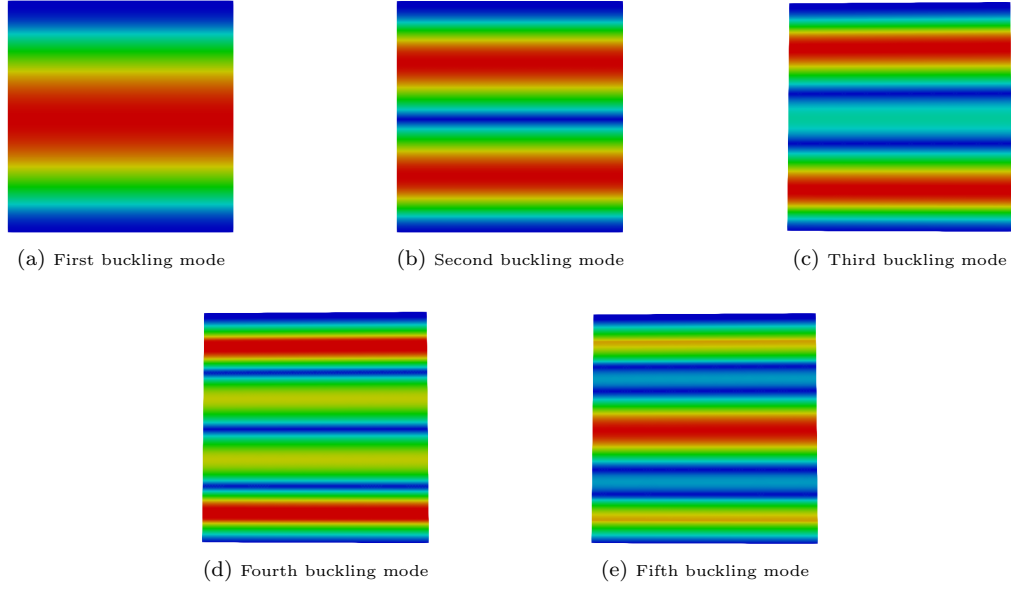 (a) First buckling mode
(b) Second buckling mode
(c) Third buckling mode
(d) Fourth buckling mode
(e) Fifth buckling mode